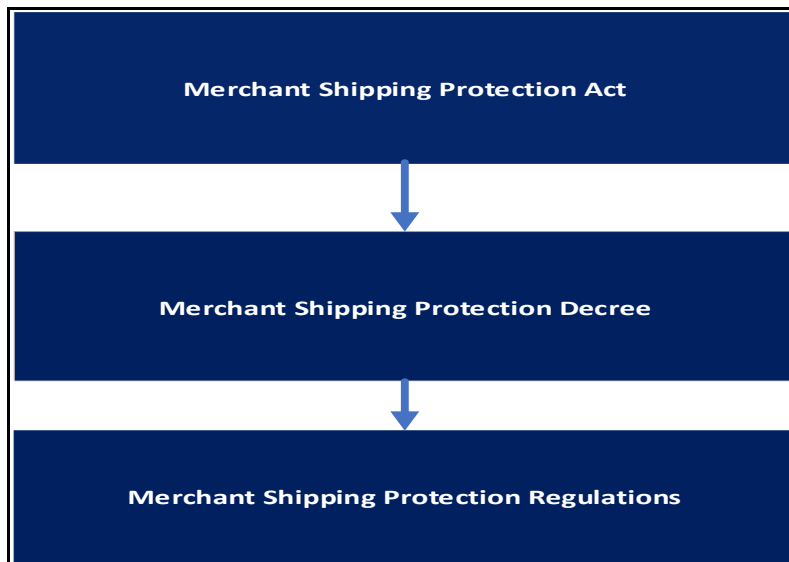 Merchant Shipping Protection Act
Merchant Shipping Protection Decree
Merchant Shipping Protection Regulations